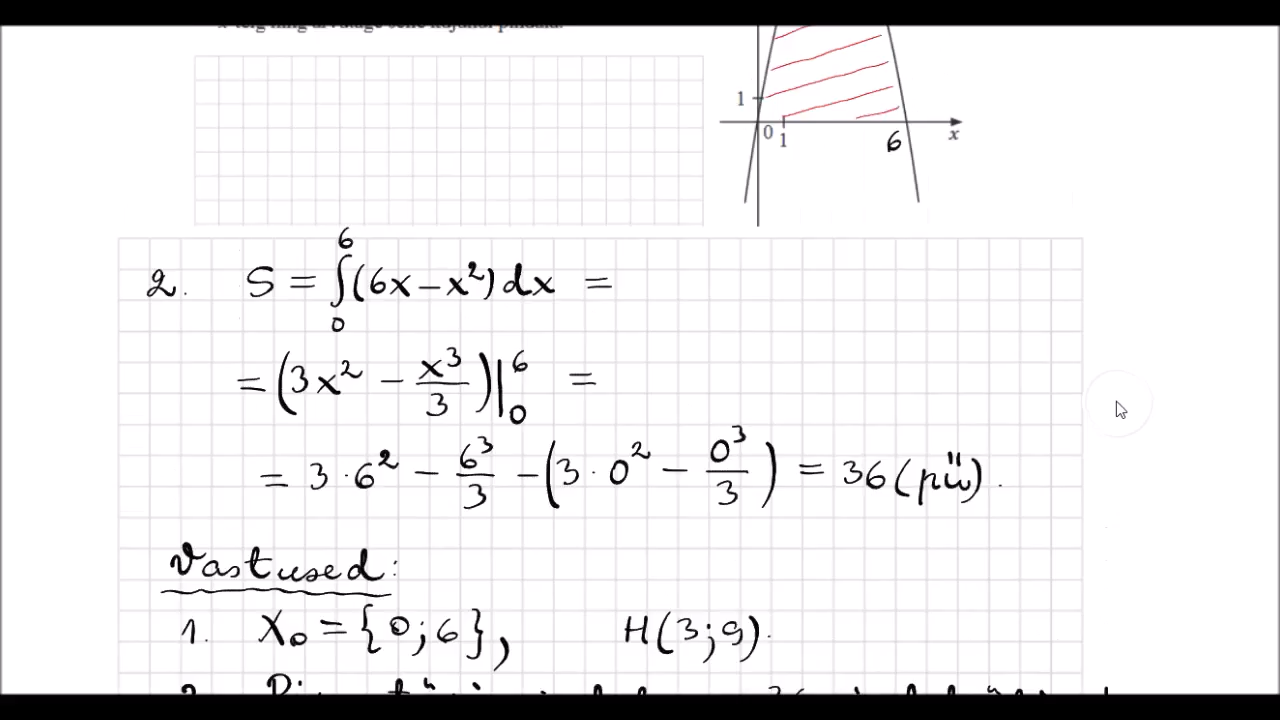 1
0
1
6
x
2. S = ∫₀⁶ (6x – x²) dx =
= (3x² – x³/3) |₀⁶ =
= 3 · 6² – 6³/3 – (3 · 0² – 0³/3) = 36 (pü).
Vastused:
1. X₀ = {0; 6}, H(3; 9).